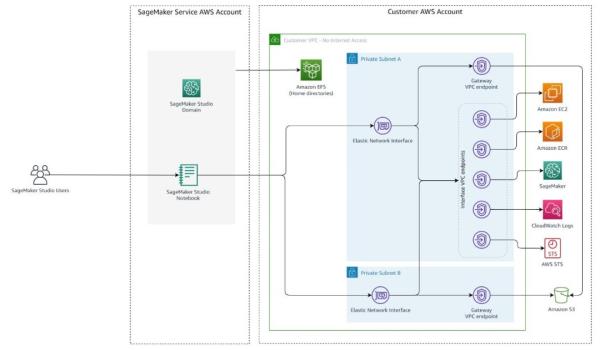 SageMaker Service AWS Account
Customer AWS Account
Customer VPC - No Internet Access
Private Subnet A
SageMaker Studio
Domain
Amazon EFS
(Home directories)
Gateway
VPC endpoint
Amazon EC2
Elastic Network Interface
Amazon ECR
Interface VPC endpoints
SageMaker Studio Users
SageMaker Studio
Notebook
SageMaker
CloudWatch Logs
STS
AWS STS
Private Subnet B
Elastic Network Interface
Gateway
VPC endpoint
Amazon S3